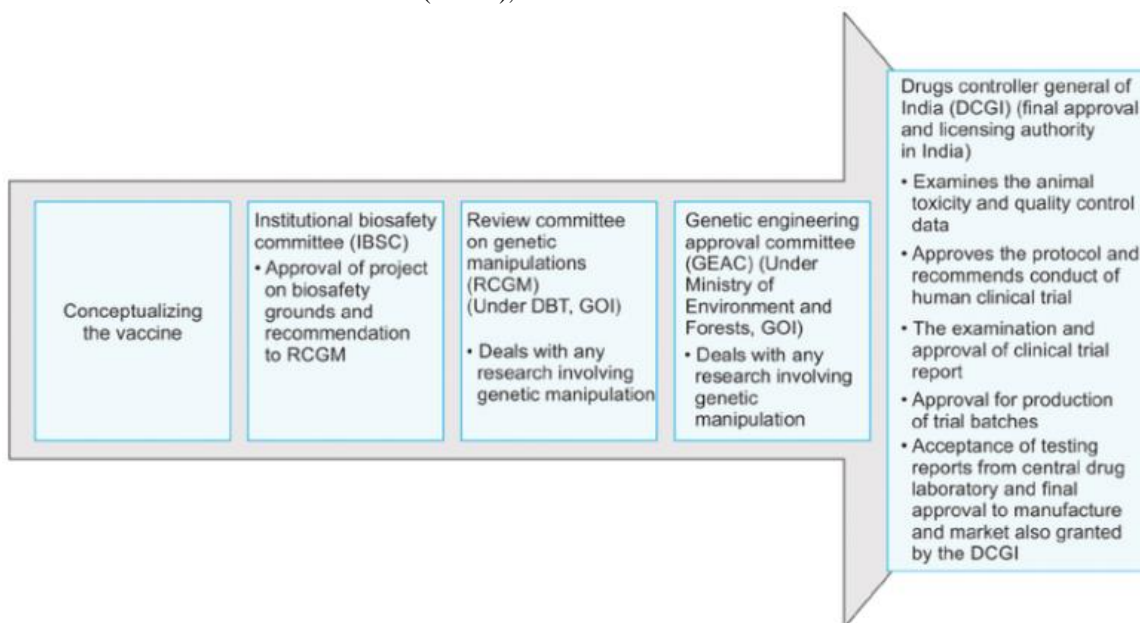 Conceptualizing
the vaccine
Institutional biosafety
committee (IBSC)
• Approval of project
on biosafety
grounds and
recommendation
to RCGM
Review committee
on genetic
manipulations
(RCGM)
(Under DBT, GOI)
• Deals with any
research involving
genetic manipulation
Genetic engineering
approval committee
(GEAC) (Under
Ministry of
Environment and
Forests, GOI)
• Deals with any
research involving
genetic
manipulation
Drugs controller general of
India (DCGI) (final approval
and licensing authority
in India)
• Examines the animal
toxicity and quality control
data
• Approves the protocol and
recommends conduct of
human clinical trial
• The examination and
approval of clinical trial
report
• Approval for production
of trial batches
• Acceptance of testing
reports from central drug
laboratory and final
approval to manufacture
and market also granted
by the DCGI